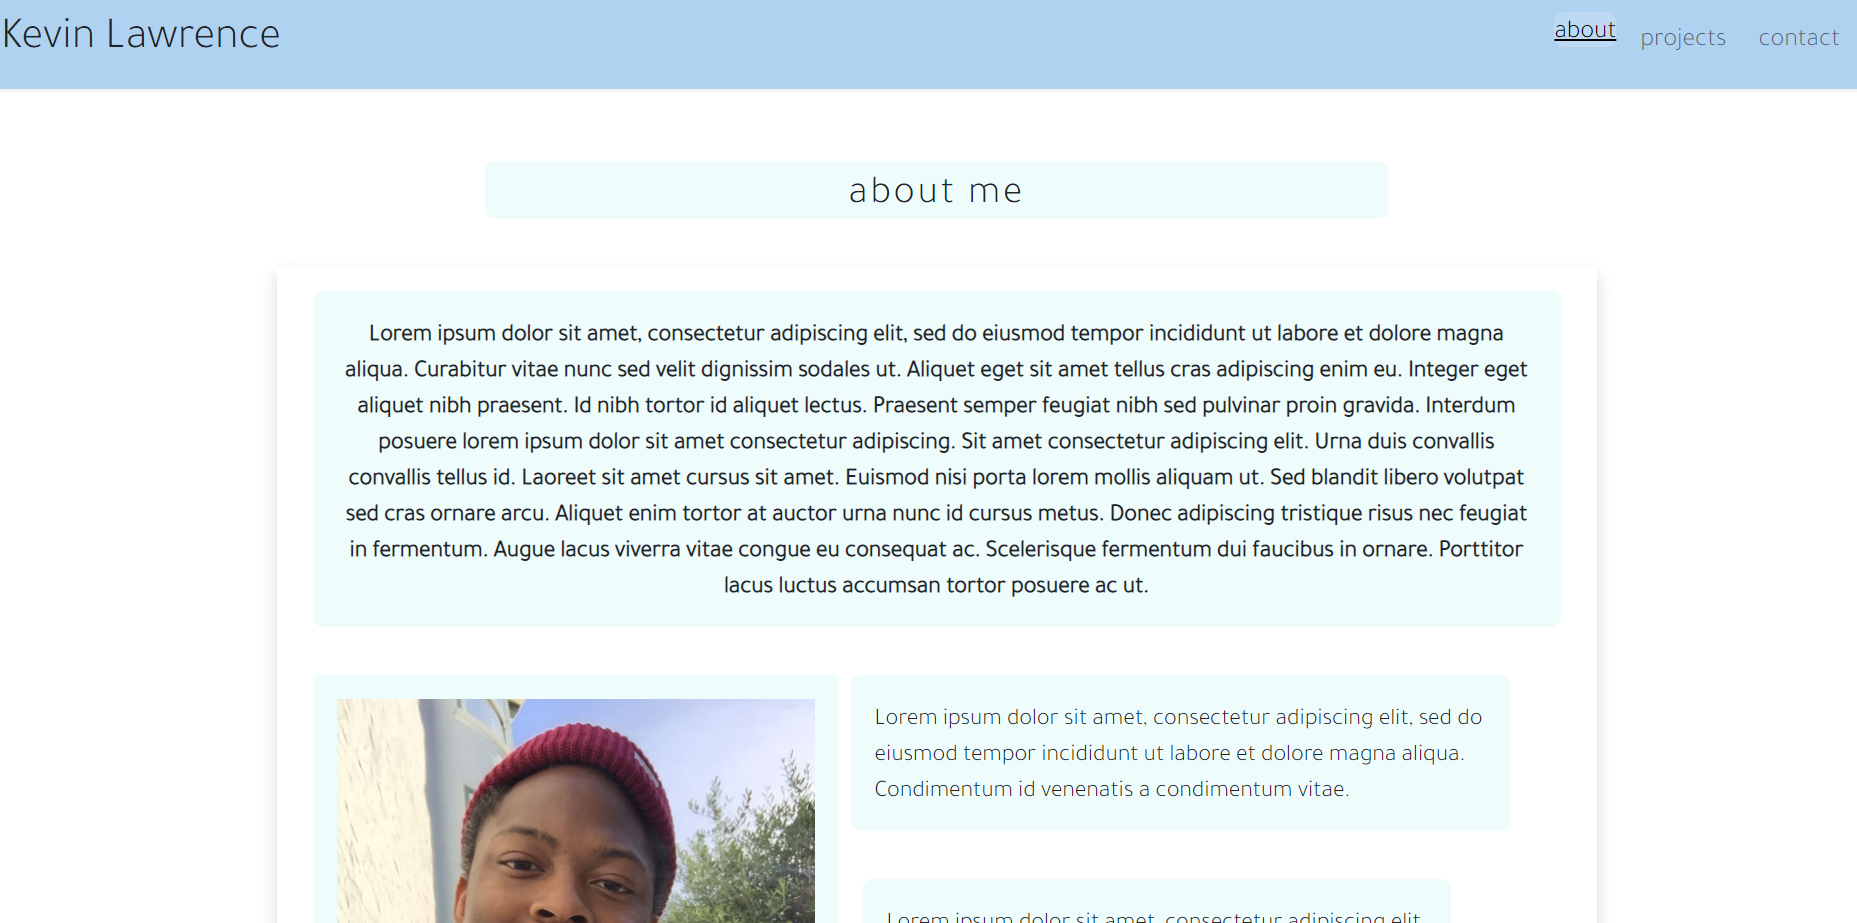 Kevin Lawrence
about
projects
contact
about me
Lorem ipsum dolor sit amet, consectetur adipiscing elit, sed do eiusmod tempor incididunt ut labore et dolore magna
aliqua. Curabitur vitae nunc sed velit dignissim sodales ut. Aliquet eget sit amet tellus cras adipiscing enim eu. Integer eget
aliquet nibh praesent. Id nibh tortor id aliquet lectus. Praesent semper feugiat nibh sed pulvinar proin gravida. Interdum
posuere lorem ipsum dolor sit amet consectetur adipiscing. Sit amet consectetur adipiscing elit. Urna duis convallis
convallis tellus id. Laoreet sit amet cursus sit amet. Euismod nisi porta lorem mollis aliquam ut. Sed blandit libero volutpat
sed cras ornare arcu. Aliquet enim tortor at auctor urna nunc id cursus metus. Donec adipiscing tristique risus nec feugiat
in fermentum. Augue lacus viverra vitae congue eu consequat ac. Scelerisque fermentum dui faucibus in ornare. Porttitor
lacus luctus accumsan tortor posuere ac ut.
Lorem ipsum dolor sit amet, consectetur adipiscing elit, sed do
eiusmod tempor incididunt ut labore et dolore magna aliqua.
Condimentum id venenatis a condimentum vitae.
Lorem ipsum dolor sit amet, consectetur adipiscing elit,